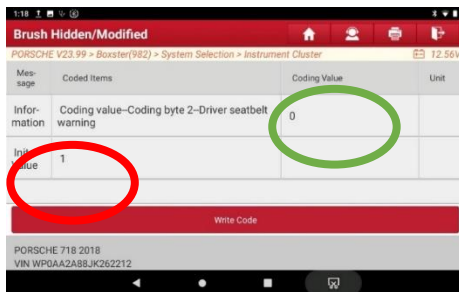 1:18
Brush Hidden/Modified
PORSCHE V23.99 > Boxster(982) > System Selection > Instrument Cluster 12.56V
Mes-
sage Coded Items Coding Value Unit
Infor-
mation Coding value–Coding byte 2–Driver seatbelt
warning 0
Initial
Value 1
Write Code
PORSCHE 718 2018
VIN WP0AA2A88JK262212